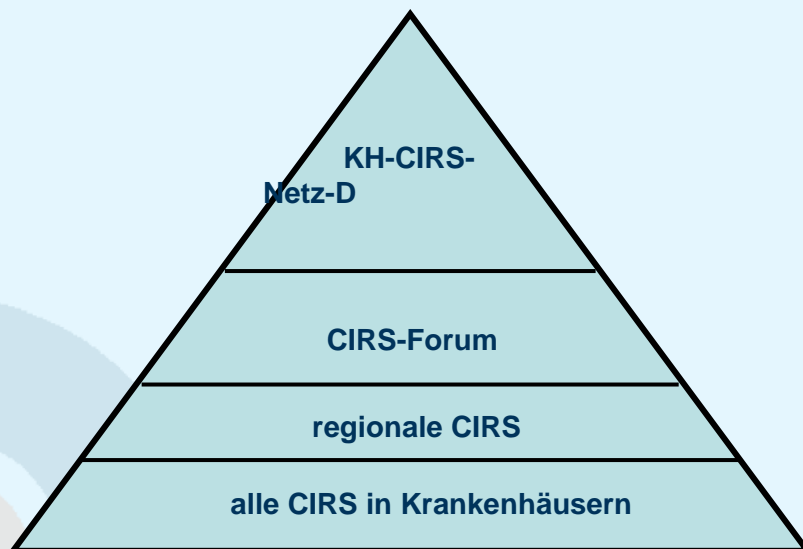 KH-CIRS-
Netz-D
CIRS-Forum
regionale CIRS
alle CIRS in Krankenhäusern